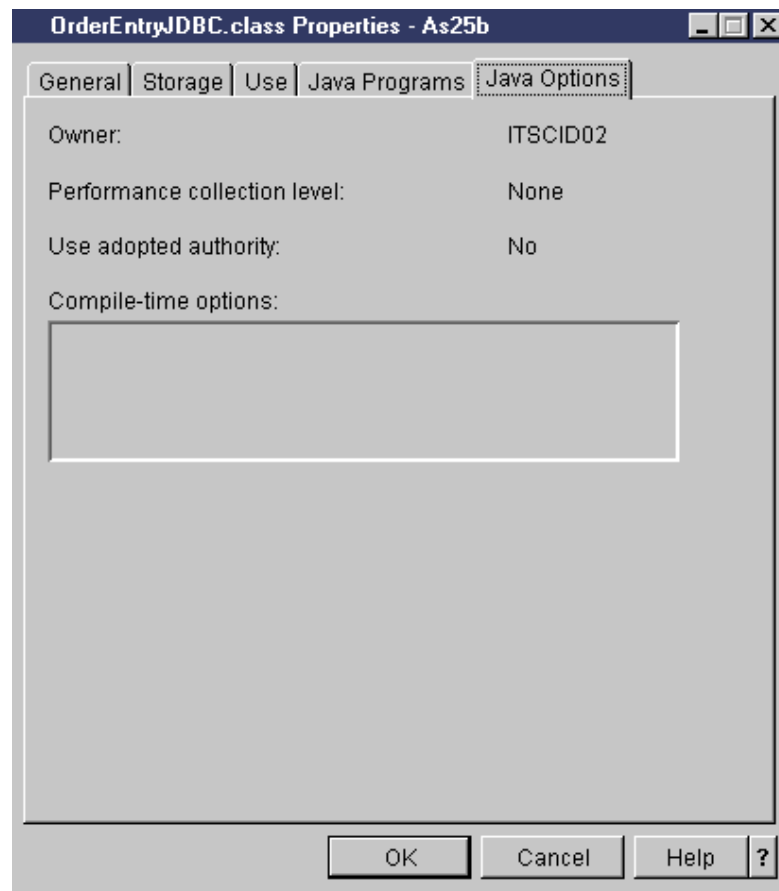 OrderEntryJDBC.class Properties - As25b
General Storage Use Java Programs Java Options
Owner: ITSCID02
Performance collection level: None
Use adopted authority: No
Compile-time options:
OK Cancel Help ?